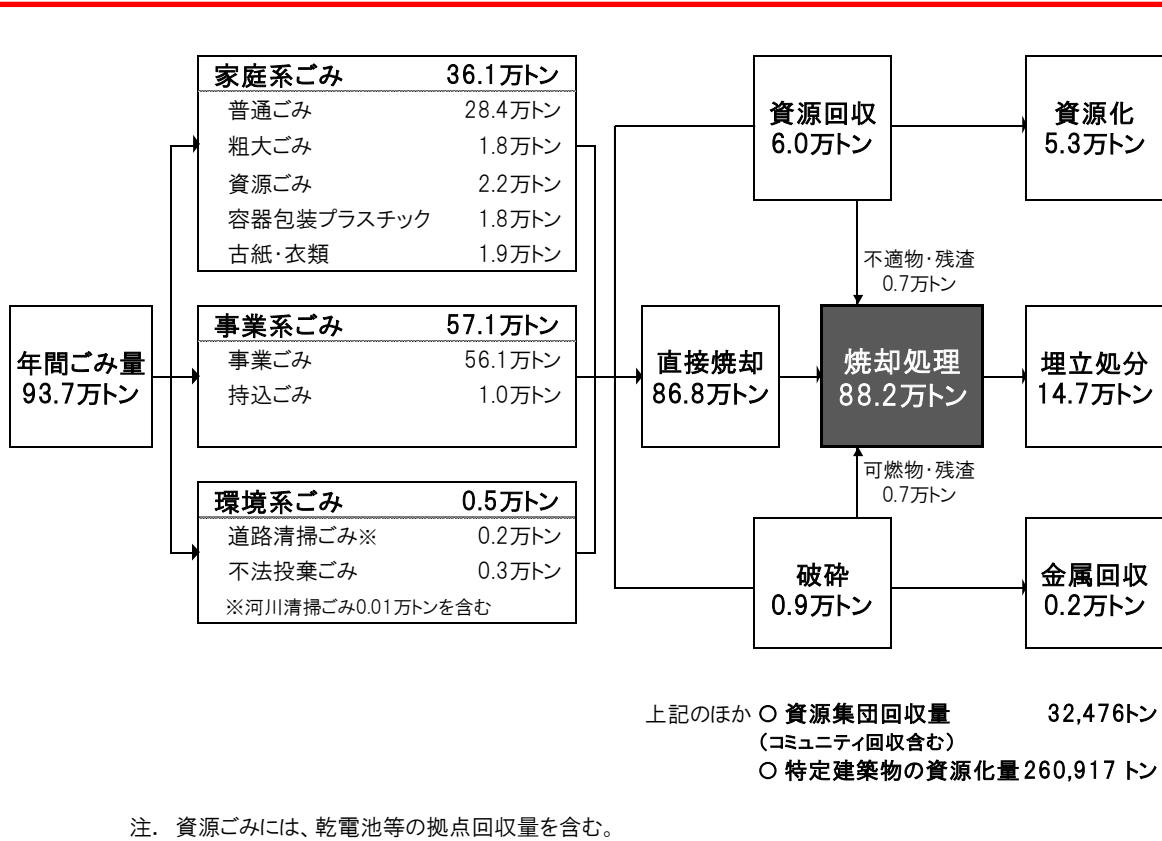 年間ごみ量
93.7万トン
家庭系ごみ 36.1万トン
普通ごみ 28.4万トン
粗大ごみ 1.8万トン
資源ごみ 2.2万トン
容器包装プラスチック 1.8万トン
古紙・衣類 1.9万トン
事業系ごみ 57.1万トン
事業ごみ 56.1万トン
持込ごみ 1.0万トン
環境系ごみ 0.5万トン
道路清掃ごみ※ 0.2万トン
不法投棄ごみ 0.3万トン
※河川清掃ごみ0.01万トンを含む
資源回収
6.0万トン
資源化
5.3万トン
不適物・残渣
0.7万トン
直接焼却
86.8万トン
焼却処理
88.2万トン
埋立処分
14.7万トン
可燃物・残渣
0.7万トン
破砕
0.9万トン
金属回収
0.2万トン
上記のほか ○ 資源集団回収量 32,476トン
（コミュニティ回収含む）
○ 特定建築物の資源化量 260,917 トン
注． 資源ごみには、乾電池等の拠点回収量を含む。